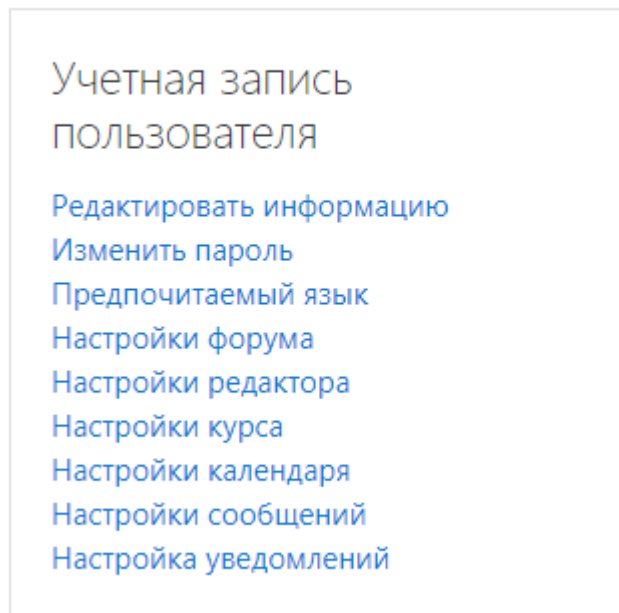 Учетная запись
пользователя
Редактировать информацию
Изменить пароль
Предпочитаемый язык
Настройки форума
Настройки редактора
Настройки курса
Настройки календаря
Настройки сообщений
Настройка уведомлений